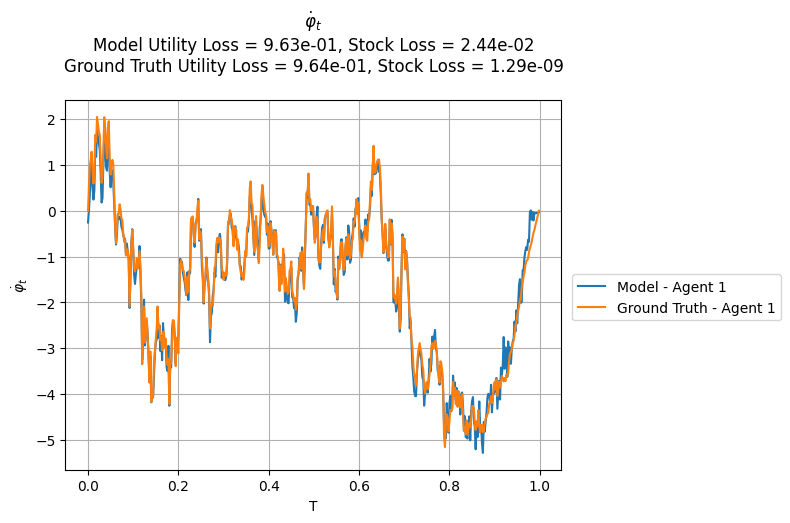 φ̇ₜ
Model Utility Loss = 9.63e-01, Stock Loss = 2.44e-02
Ground Truth Utility Loss = 9.64e-01, Stock Loss = 1.29e-09
2
1
0
−1
−2
−3
−4
−5
φ̇ₜ
0.0 0.2 0.4 0.6 0.8 1.0
T
Model - Agent 1
Ground Truth - Agent 1